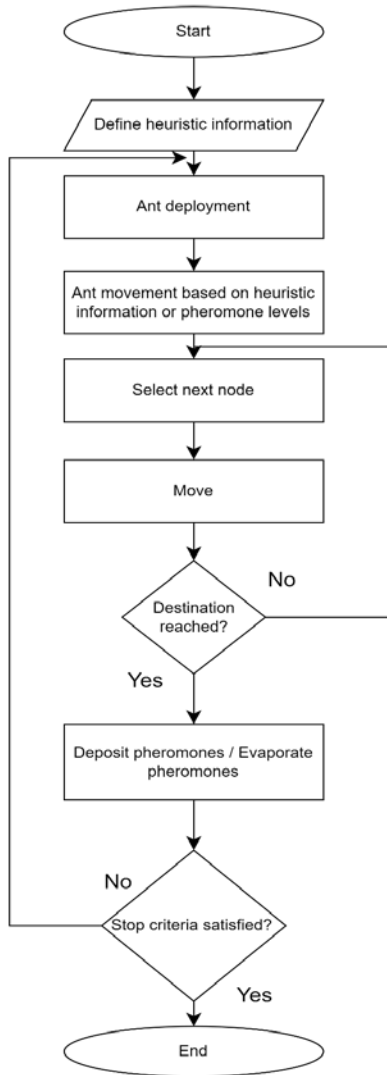 Start
Define heuristic information
Ant deployment
Ant movement based on heuristic
information or pheromone levels
Select next node
Move
No
Destination
reached?
Yes
Deposit pheromones / Evaporate
pheromones
No
Stop criteria satisfied?
Yes
End